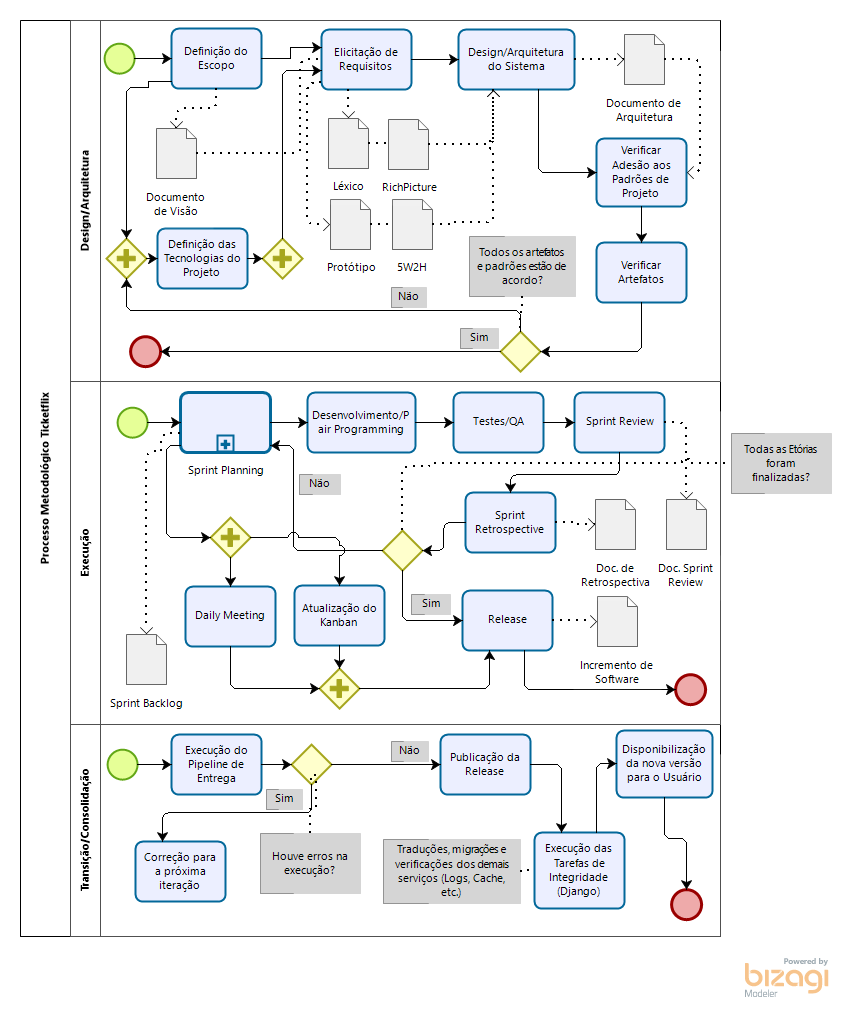 Processo Metodológico Ticketflix
Design/Arquitetura
Definição do
Escopo
Elicitação de
Requisitos
Design/Arquitetura
do Sistema
Documento de
Arquitetura
Verificar
Adesão aos
Padrões de
Projeto
Documento
de Visão
Léxico
RichPicture
Definição das
Tecnologias do
Projeto
Protótipo
5W2H
Todos os artefatos
e padrões estão de
acordo?
Verificar
Artefatos
Não
Sim
Execução
Sprint Planning
Desenvolvimento/P
air Programming
Testes/QA
Sprint Review
Todas as Etórias
foram
finalizadas?
Não
Sprint
Retrospective
Doc. de
Retrospectiva
Doc. Sprint
Review
Daily Meeting
Atualização do
Kanban
Sim
Release
Incremento de
Software
Sprint Backlog
Transição/Consolidação
Execução do
Pipeline de
Entrega
Não
Publicação da
Release
Disponibilização
da nova versão
para o Usuário
Sim
Correção para
a próxima
iteração
Houve erros na
execução?
Traduções, migrações e
verificações dos demais
serviços (Logs, Cache,
etc.)
Execução das
Tarefas de
Integridade
(Django)
Powered by
bizagi
Modeler